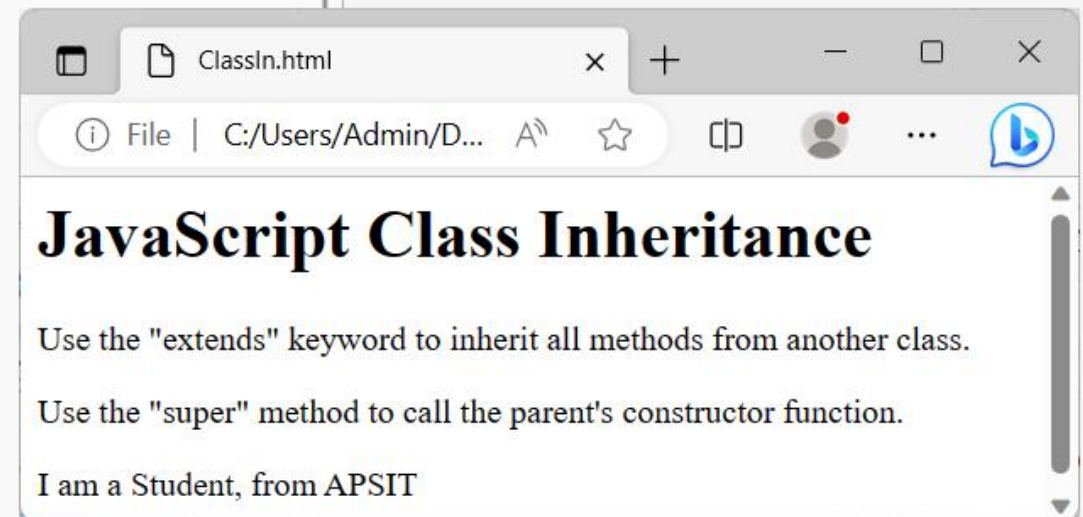 ClassIn.html
File | C:/Users/Admin/D...
JavaScript Class Inheritance
Use the "extends" keyword to inherit all methods from another class.
Use the "super" method to call the parent's constructor function.
I am a Student, from APSIT